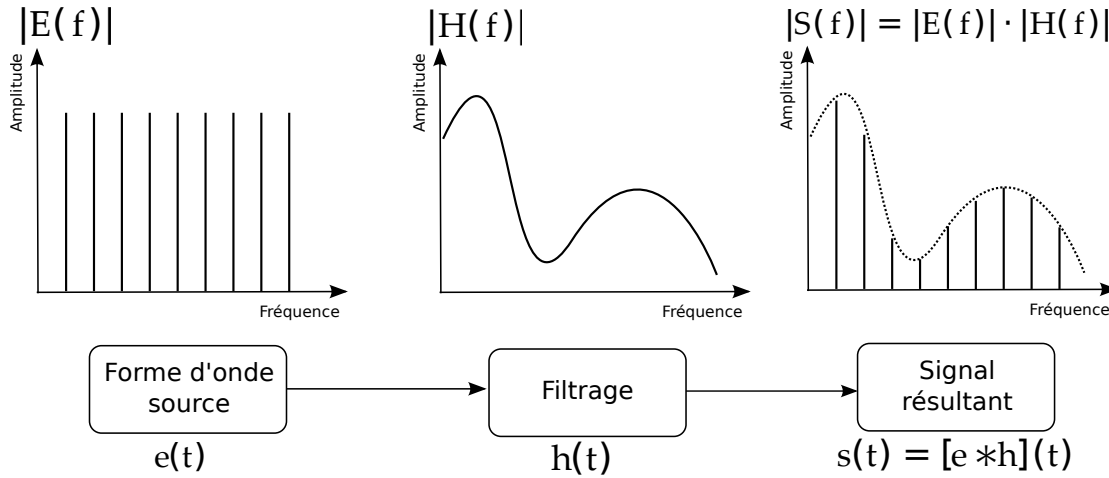 |E(f)|
|H(f)|
|S(f)| = |E(f)| · |H(f)|
Amplitude
Fréquence
Amplitude
Fréquence
Amplitude
Fréquence
Forme d'onde
source
Filtrage
Signal
résultant
e(t)
h(t)
s(t) = [e *h](t)